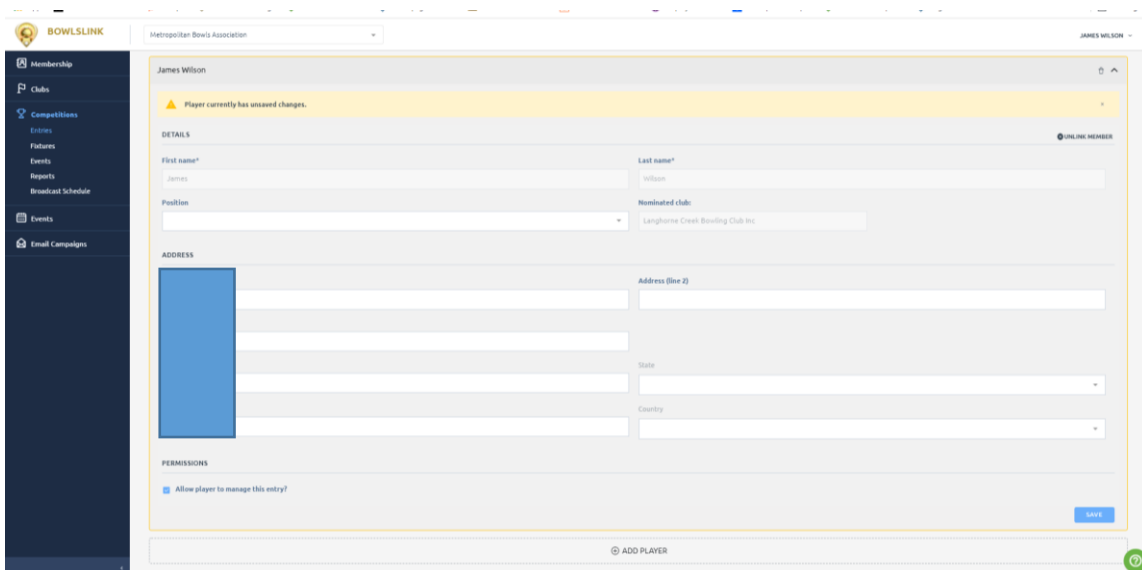 BOWLSLINK
Metropolitan Bowls Association
JAMES WILSON
Membership
Clubs
Competitions
Entries
Fixtures
Events
Reports
Broadcast Schedule
Events
Email Campaigns
James Wilson
Player currently has unsaved changes.
DETAILS
UNLINK MEMBER
First name*
Last name*
James
Wilson
Position
Nominated club:
Langhorne Creek Bowling Club Inc
ADDRESS
Address (line 2)
State
Country
PERMISSIONS
Allow player to manage this entry?
SAVE
ADD PLAYER